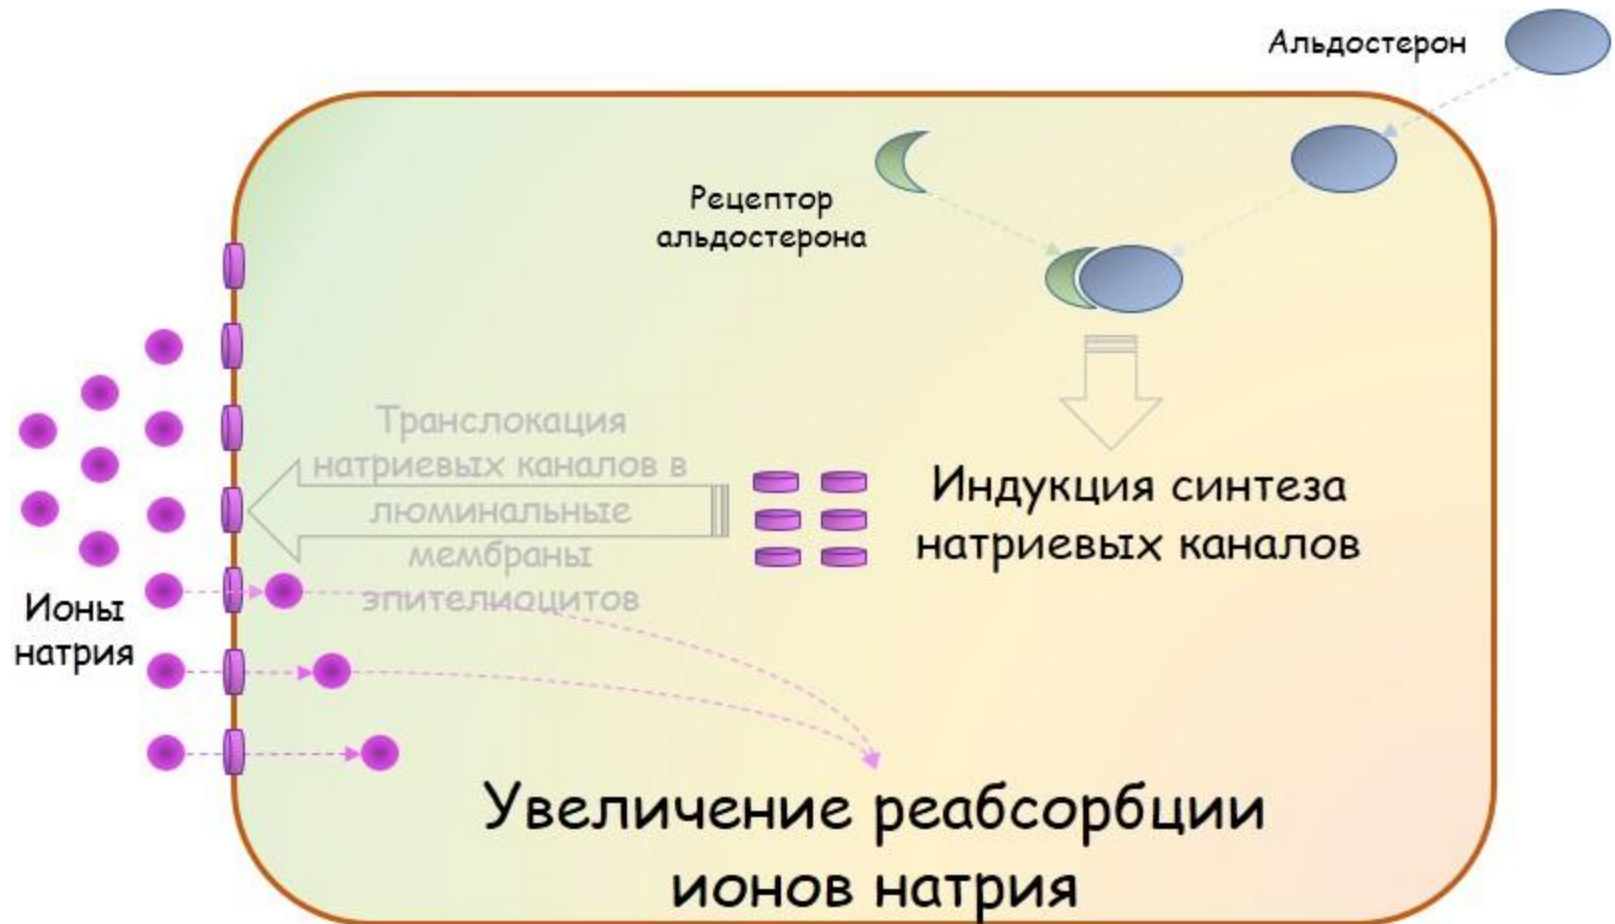 Альдостерон
Рецептор
альдостерона
Транслокация
натриевых каналов в
люминальные
мембраны
эпителиоцитов
Индукция синтеза
натриевых каналов
Ионы
натрия
Увеличение реабсорбции
ионов натрия